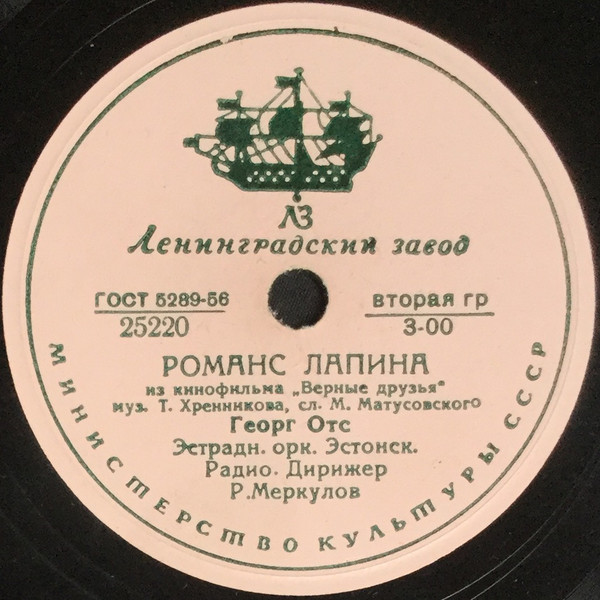 ЛЗ
Ленинградский завод
ГОСТ 5289-56
25220
вторая гр
3-00
РОМАНС ЛАПИНА
из кинофильма „Верные друзья"
муз. Т. Хренникова, сл. М. Матусовского
Георг Отс
Эстрадн. орк. Эстонск.
Радио. Дирижер
Р.Меркулов
МИНИСТЕРСТВО КУЛЬТУРЫ СССР